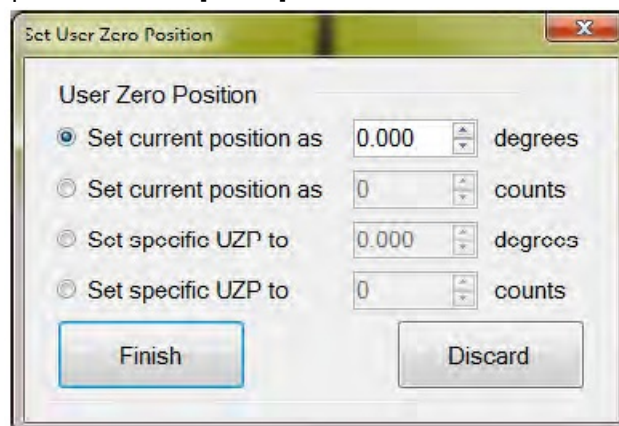 Set User Zero Position
User Zero Position
Set current position as 0.000 degrees
Set current position as 0 counts
Set specific UZP to 0.000 degrees
Set specific UZP to 0 counts
Finish Discard